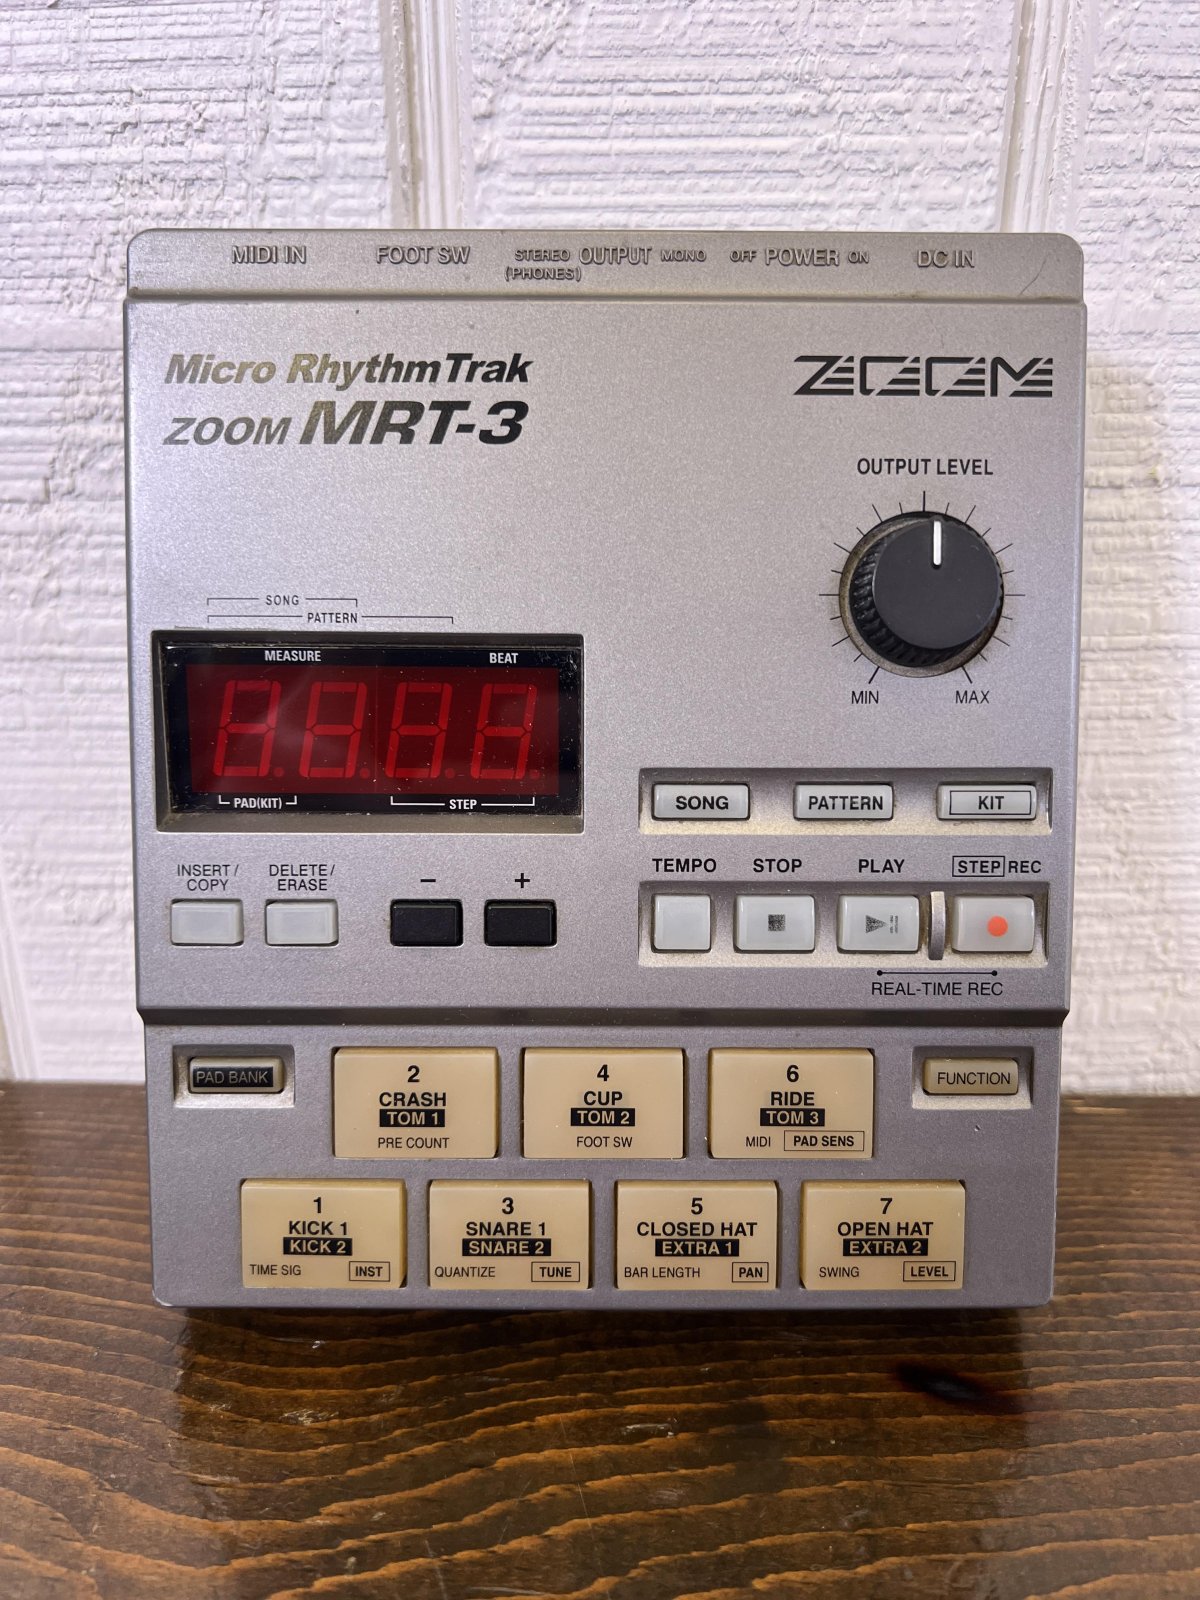 MIDI IN FOOT SW STEREO OUTPUT MONO OFF POWER ON DC IN
(PHONES)
Micro RhythmTrak
ZOOM MRT-3
ZOOM
OUTPUT LEVEL
MIN MAX
SONG
PATTERN
MEASURE BEAT
PAD(KIT) STEP
SONG PATTERN KIT
INSERT/
COPY
DELETE/
ERASE
- +
TEMPO STOP PLAY STEP REC
REAL-TIME REC
PAD BANK
2
CRASH
TOM 1
PRE COUNT
4
CUP
TOM 2
FOOT SW
6
RIDE
TOM 3
MIDI PAD SENS
FUNCTION
1
KICK 1
KICK 2
TIME SIG INST
3
SNARE 1
SNARE 2
QUANTIZE TUNE
5
CLOSED HAT
EXTRA 1
BAR LENGTH PAN
7
OPEN HAT
EXTRA 2
SWING LEVEL